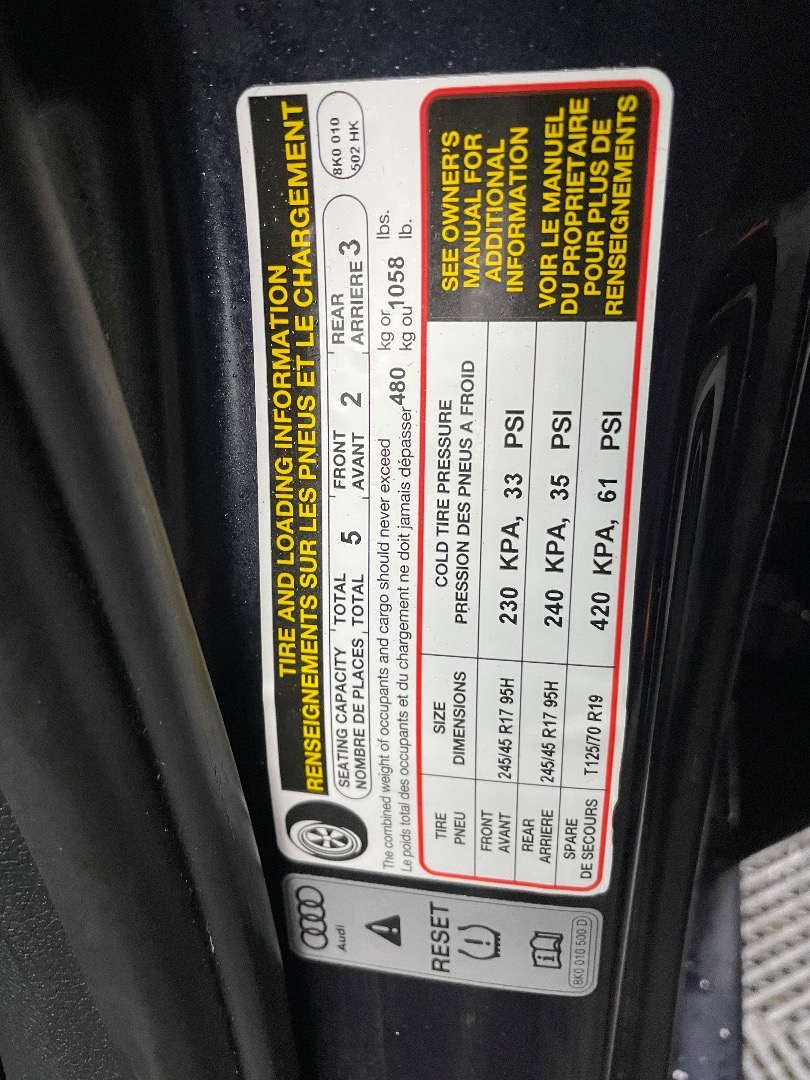 TIRE AND LOADING INFORMATION
RENSEIGNEMENTS SUR LES PNEUS ET LE CHARGEMENT
SEATING CAPACITY TOTAL 5 FRONT 2 REAR 3
NOMBRE DE PLACES TOTAL AVANT ARRIERE
8K0 010
502 HK
The combined weight of occupants and cargo should never exceed 480 kg or 1058 lbs.
Le poids total des occupants et du chargement ne doit jamais dépasser kg ou lb.
TIRE SIZE COLD TIRE PRESSURE
PNEU DIMENSIONS PRESSION DES PNEUS A FROID
FRONT
AVANT 245/45 R17 95H 230 KPA, 33 PSI
REAR
ARRIERE 245/45 R17 95H 240 KPA, 35 PSI
SPARE
DE SECOURS T125/70 R19 420 KPA, 61 PSI
SEE OWNER'S
MANUAL FOR
ADDITIONAL
INFORMATION
VOIR LE MANUEL
DU PROPRIETAIRE
POUR PLUS DE
RENSEIGNEMENTS
Audi
RESET
8K0 010 500 D